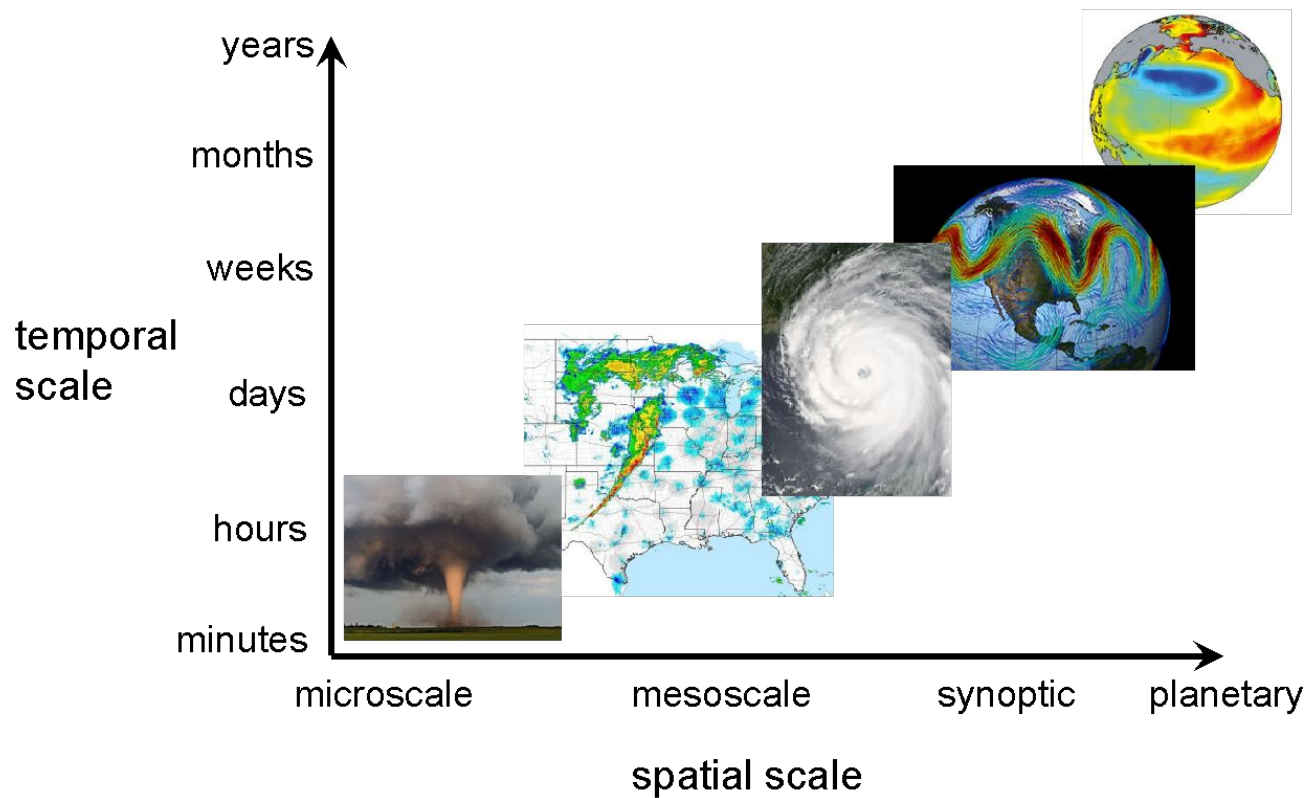 years
months
weeks
temporal
scale
days
hours
minutes
microscale mesoscale synoptic planetary
spatial scale